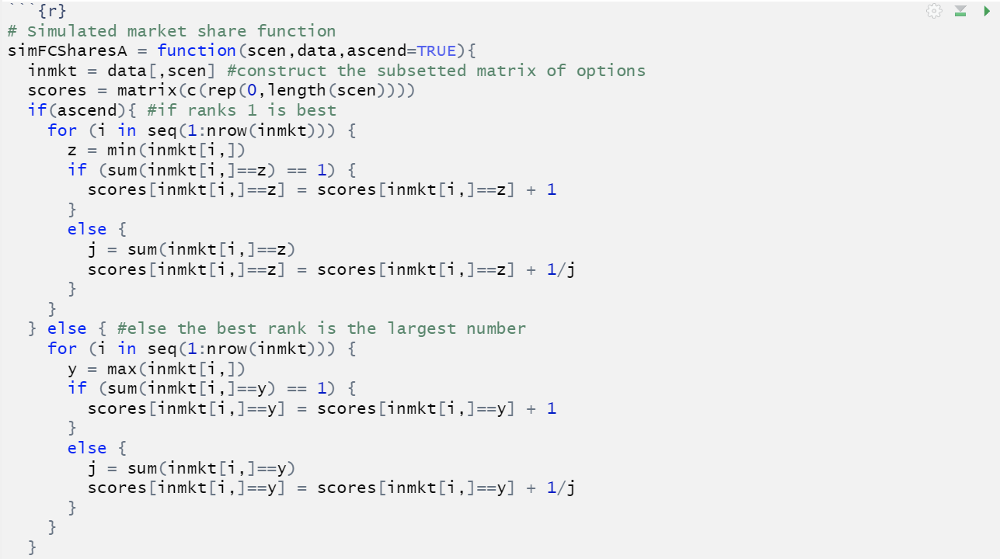 ```{r}
# Simulated market share function
simFCSharesA = function(scen,data,ascend=TRUE){
  inmkt = data[,scen] #construct the subsetted matrix of options
  scores = matrix(c(rep(0,length(scen))))
  if(ascend){ #if ranks 1 is best
    for (i in seq(1:nrow(inmkt))) {
      z = min(inmkt[i,])
      if (sum(inmkt[i,]==z) == 1) {
        scores[inmkt[i,]==z] = scores[inmkt[i,]==z] + 1
      }
      else {
        j = sum(inmkt[i,]==z)
        scores[inmkt[i,]==z] = scores[inmkt[i,]==z] + 1/j
      }
    }
  } else { #else the best rank is the largest number
    for (i in seq(1:nrow(inmkt))) {
      y = max(inmkt[i,])
      if (sum(inmkt[i,]==y) == 1) {
        scores[inmkt[i,]==y] = scores[inmkt[i,]==y] + 1
      }
      else {
        j = sum(inmkt[i,]==y)
        scores[inmkt[i,]==y] = scores[inmkt[i,]==y] + 1/j
      }
    }
  }